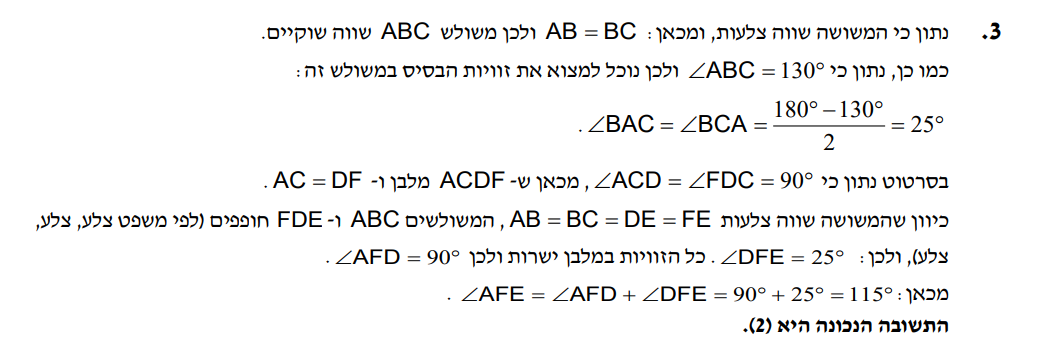 3. נתון כי המשושה שווה צלעות, ומכאן: AB = BC ולכן משולש ABC שווה שוקיים.
כמו כן, נתון כי ∠ABC = 130° ולכן נוכל למצוא את זוויות הבסיס במשולש זה:
∠BAC = ∠BCA = (180° − 130°)/2 = 25° .
בסרטוט נתון כי ∠ACD = ∠FDC = 90° , מכאן ש- ACDF מלבן ו- AC = DF .
כיוון שהמשושה שווה צלעות AB = BC = DE = FE , המשולשים ABC ו- FDE חופפים (לפי משפט צלע, צלע,
צלע), ולכן: ∠DFE = 25° . כל הזוויות במלבן ישרות ולכן ∠AFD = 90° .
מכאן: ∠AFE = ∠AFD + ∠DFE = 90° + 25° = 115° .
התשובה הנכונה היא (2).